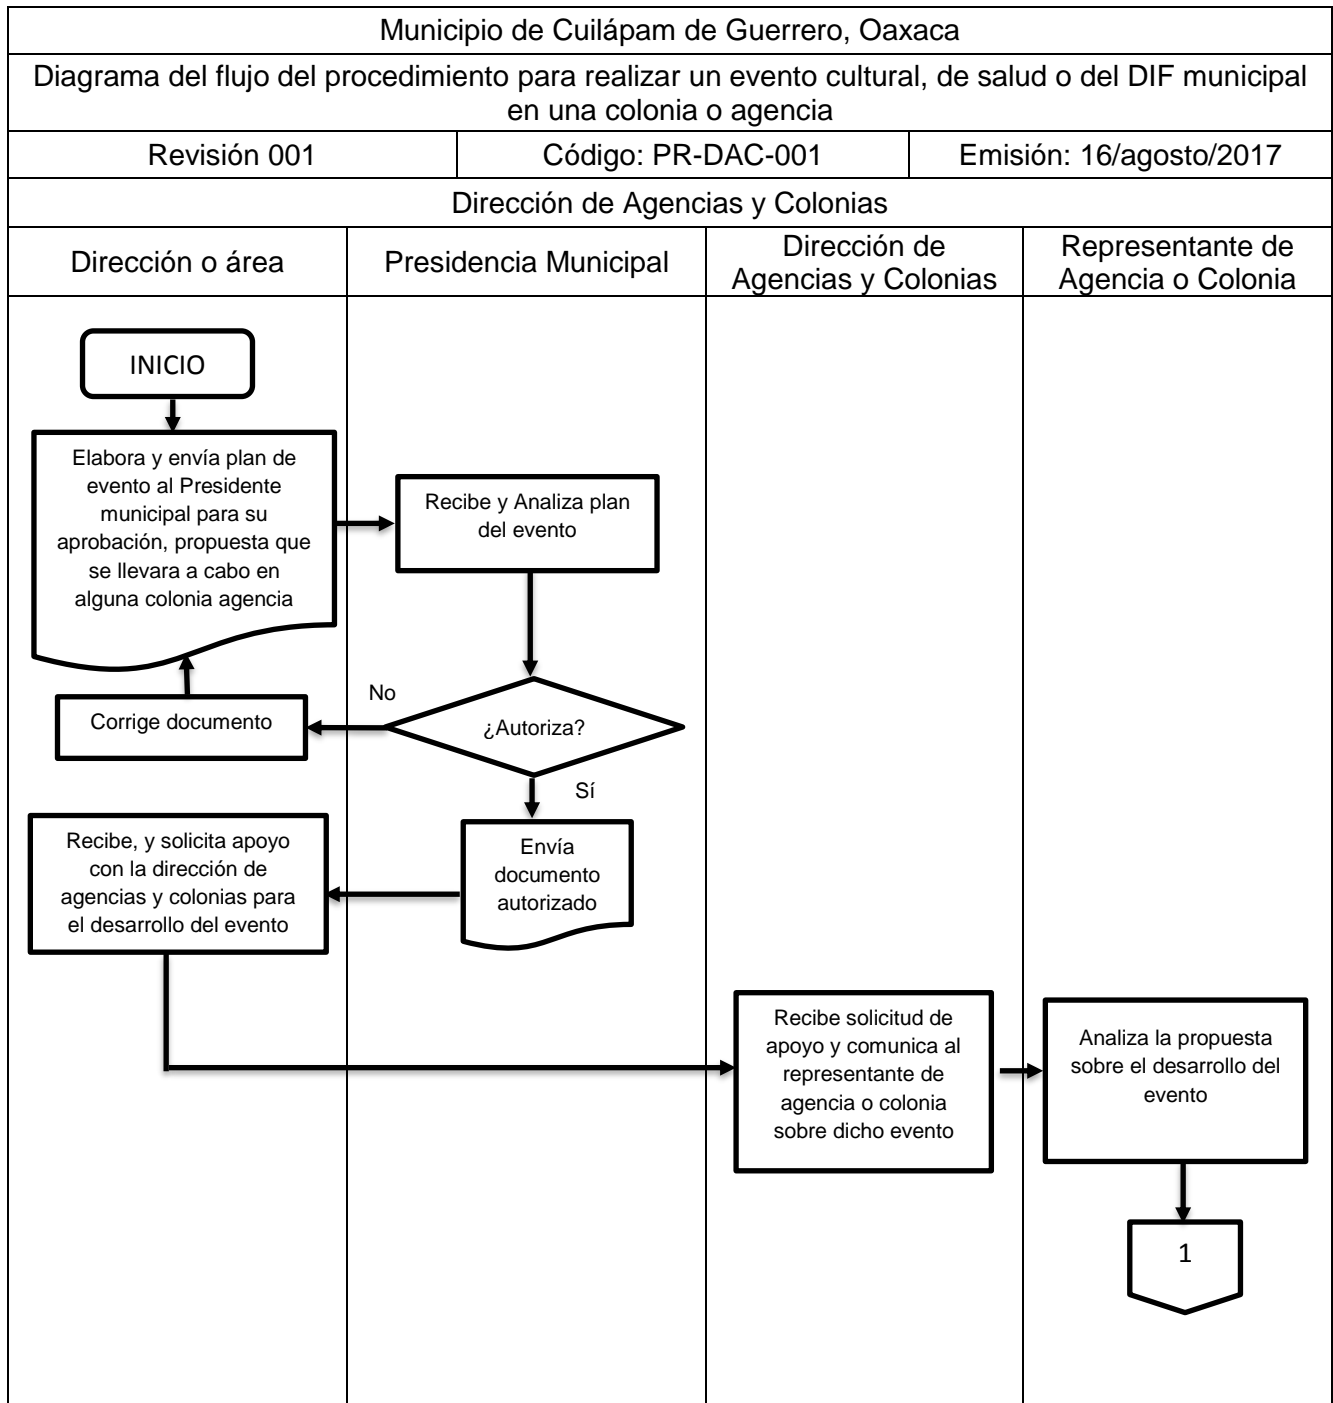 Municipio de Cuilápam de Guerrero, Oaxaca
Diagrama del flujo del procedimiento para realizar un evento cultural, de salud o del DIF municipal
en una colonia o agencia
Revisión 001
Código: PR-DAC-001
Emisión: 16/agosto/2017
Dirección de Agencias y Colonias
Dirección o área
Presidencia Municipal
Dirección de
Agencias y Colonias
Representante de
Agencia o Colonia
INICIO
Elabora y envía plan de
evento al Presidente
municipal para su
aprobación, propuesta que
se llevara a cabo en
alguna colonia agencia
Recibe y Analiza plan
del evento
No
Corrige documento
¿Autoriza?
Sí
Recibe, y solicita apoyo
con la dirección de
agencias y colonias para
el desarrollo del evento
Envía
documento
autorizado
Recibe solicitud de
apoyo y comunica al
representante de
agencia o colonia
sobre dicho evento
Analiza la propuesta
sobre el desarrollo del
evento
1